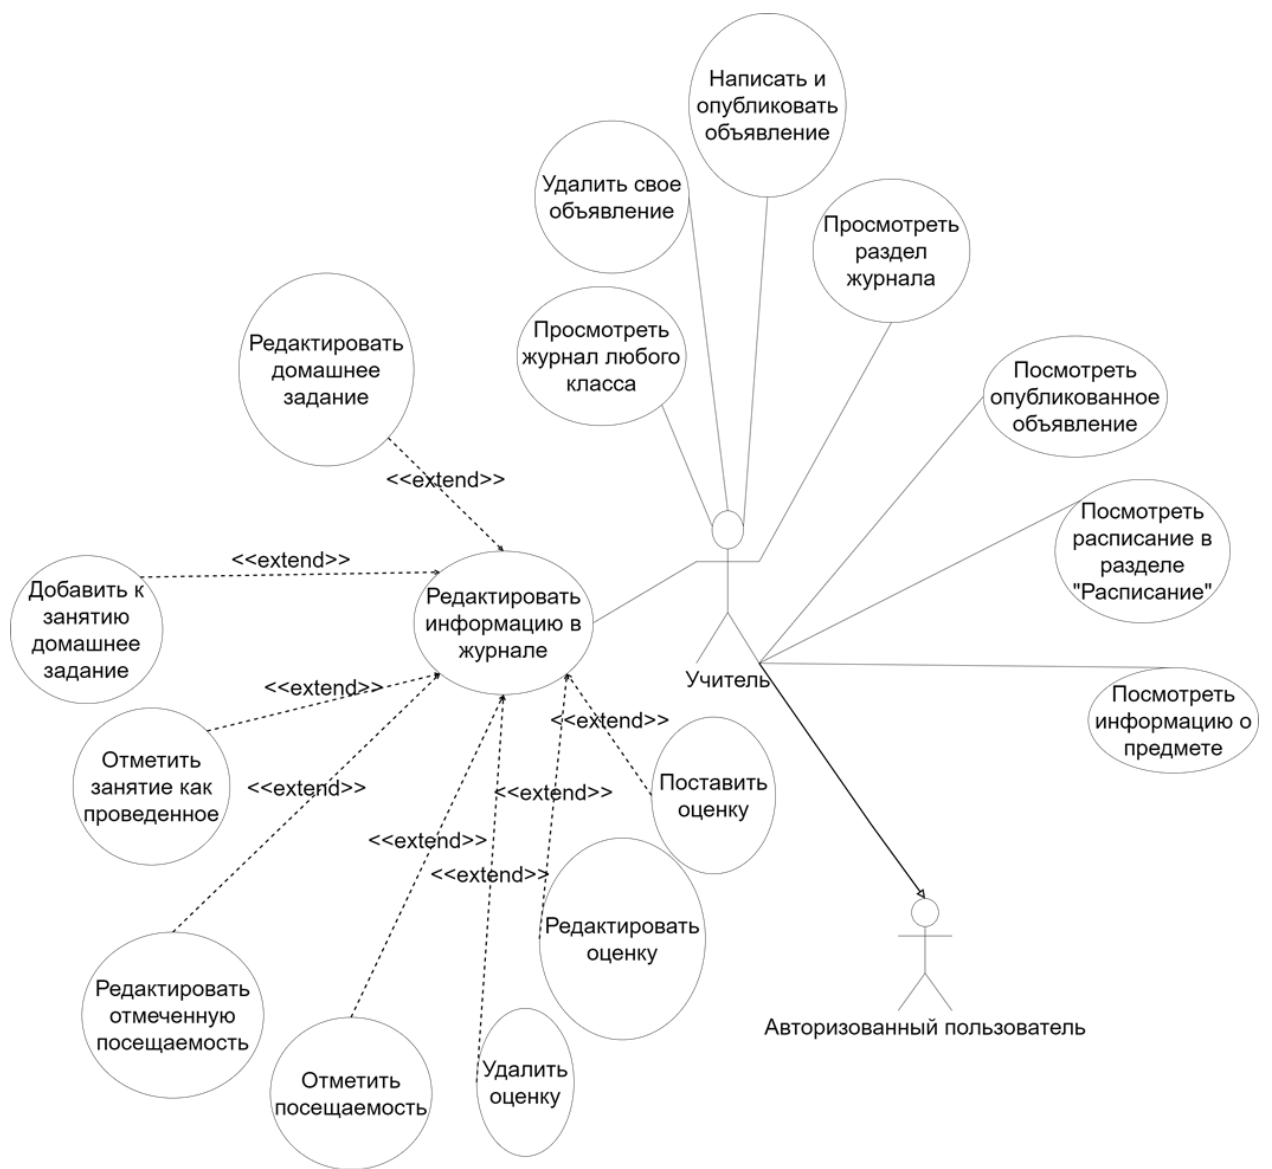 Написать и
опубликовать
объявление
Удалить свое
объявление
Просмотреть
раздел
журнала
Просмотреть
журнал любого
класса
Редактировать
домашнее
задание
Посмотреть
опубликованное
объявление
<<extend>>
Посмотреть
расписание в
разделе
"Расписание"
<<extend>>
Добавить к
занятию
домашнее
задание
Редактировать
информацию в
журнале
Учитель
<<extend>>
Посмотреть
информацию о
предмете
<<extend>>
Отметить
занятие как
проведенное
<<extend>>
<<extend>>
Поставить
оценку
<<extend>>
<<extend>>
Редактировать
оценку
Редактировать
отмеченную
посещаемость
Авторизованный пользователь
Отметить
посещаемость
Удалить
оценку